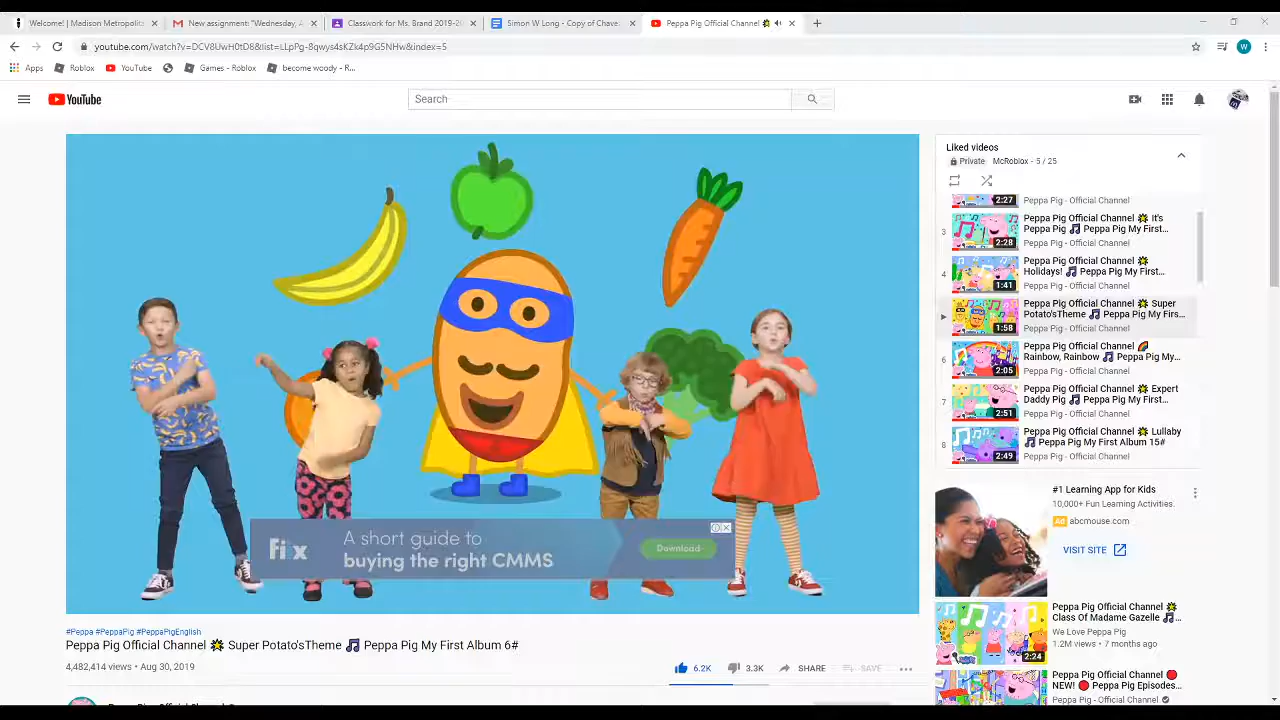 Welcome! | Madison Metropolit
New assignment: "Wednesday, A
Classwork for Ms. Brand 2019-20
Simon W Long - Copy of Chave
Peppa Pig Official Channel
youtube.com/watch?v=DCV8UwH0tD8&list=LLpPg-8qwys4sKZk4p9G5NHw&index=5
W
Apps
Roblox
YouTube
Games - Roblox
become woody - R...
YouTube
Search
Liked videos
Private McRoblox - 5 / 25
2:27
Peppa Pig - Official Channel
3
2:28
Peppa Pig Official Channel 🌟 It's
Peppa Pig 🎵 Peppa Pig My First...
Peppa Pig - Official Channel
4
1:41
Peppa Pig Official Channel 🌟
Holidays! 🎵 Peppa Pig My First...
Peppa Pig - Official Channel
1:58
Peppa Pig Official Channel 🌟 Super
Potato'sTheme 🎵 Peppa Pig My Firs...
Peppa Pig - Official Channel
6
2:05
Peppa Pig Official Channel 🌈
Rainbow, Rainbow 🎵 Peppa Pig My...
Peppa Pig - Official Channel
7
2:51
Peppa Pig Official Channel 🌟 Expert
Daddy Pig 🎵 Peppa Pig My First...
Peppa Pig - Official Channel
8
2:49
Peppa Pig Official Channel 🌟 Lullaby
🎵 Peppa Pig My First Album 15#
Peppa Pig - Official Channel
fiix
A short guide to
buying the right CMMS
Download
#1 Learning App for Kids
10,000+ Fun Learning Activities
Ad abcmouse.com
VISIT SITE
#Peppa #PeppaPig #PeppaPigEnglish
Peppa Pig Official Channel 🌟 Super Potato'sTheme 🎵 Peppa Pig My First Album 6#
4,482,414 views • Aug 30, 2019
6.2K
3.3K
SHARE
SAVE
2:24
Peppa Pig Official Channel 🌟
Class Of Madame Gazelle 🎵...
We Love Peppa Pig
1.2M views • 7 months ago
Peppa Pig Official Channel 🔴
NEW! 🔴 Peppa Pig Episodes...
Peppa Pig - Official Channel